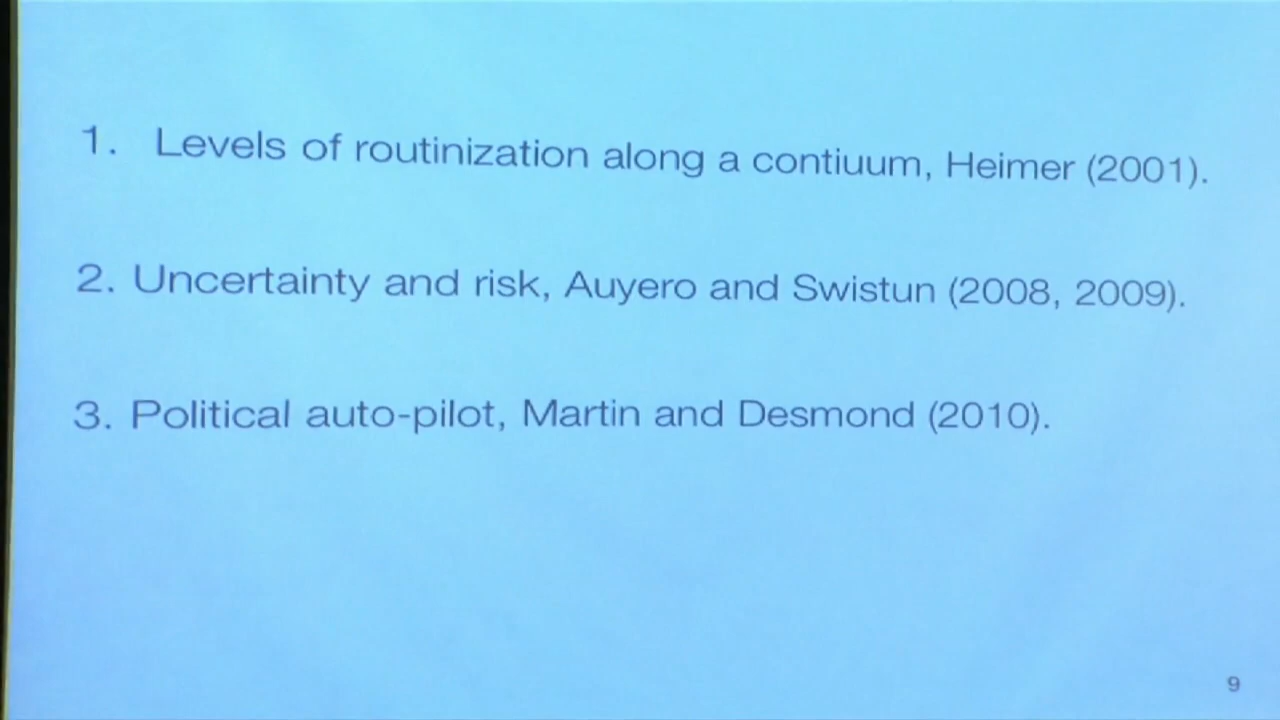 1. Levels of routinization along a contiuum, Heimer (2001).
2. Uncertainty and risk, Auyero and Swistun (2008, 2009).
3. Political auto-pilot, Martin and Desmond (2010).
9